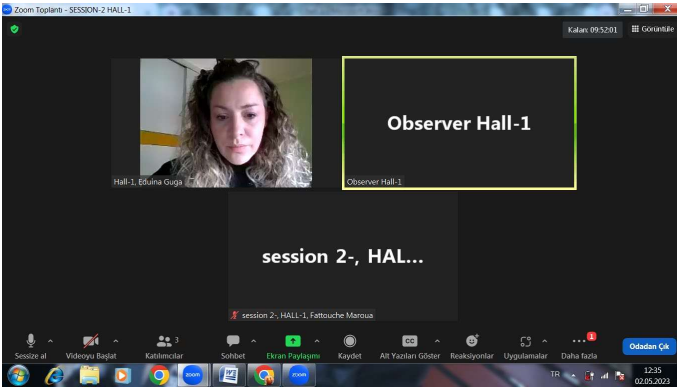 Zoom Toplantı - SESSION-2 HALL-1
Kalan: 09:52:01
Görüntüle
Observer Hall-1
Hall-1, Eduina Guga
Observer Hall-1
session 2-, HAL...
session 2-, HALL-1, Fattouche Maroua
3
CC
1
Sessize al
Videoyu Başlat
Katılımcılar
Sohbet
Ekran Paylaşımı
Kaydet
Alt Yazıları Göster
Reaksiyonlar
Uygulamalar
Daha fazla
Odadan Çık
zoom
W
zoom
TR
12:35
02.05.2023